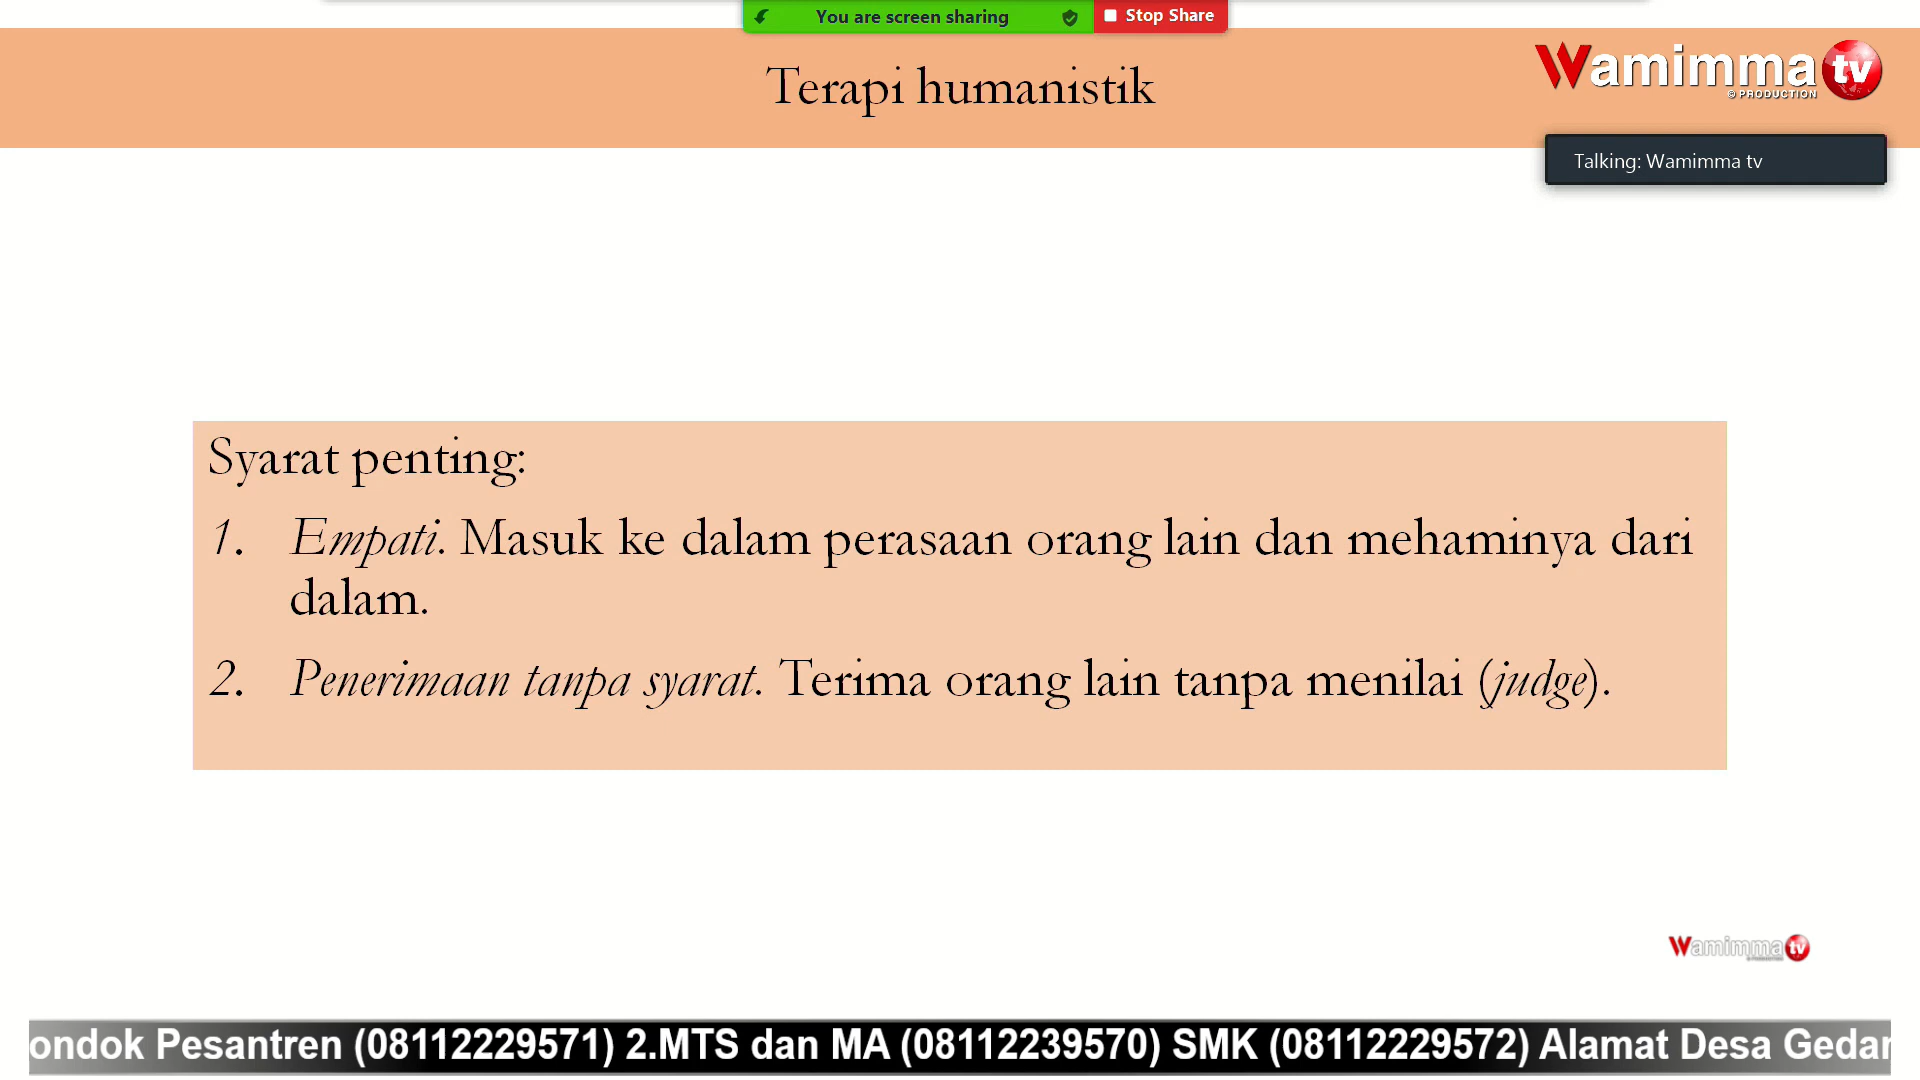 You are screen sharing
Stop Share
Terapi humanistik
Wamimma tv
© PRODUCTION
Talking: Wamimma tv
Syarat penting:
1. Empati. Masuk ke dalam perasaan orang lain dan mehaminya dari
dalam.
2. Penerimaan tanpa syarat. Terima orang lain tanpa menilai (judge).
Wamimma tv
ondok Pesantren (08112229571) 2.MTS dan MA (08112239570) SMK (08112229572) Alamat Desa Gedan